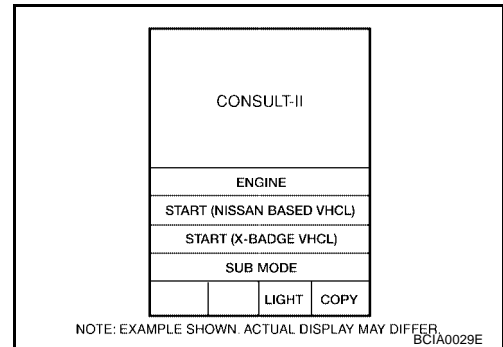 CONSULT-II
ENGINE
START (NISSAN BASED VHCL)
START (X-BADGE VHCL)
SUB MODE
LIGHT COPY
NOTE: EXAMPLE SHOWN. ACTUAL DISPLAY MAY DIFFER.
BCIA0029E